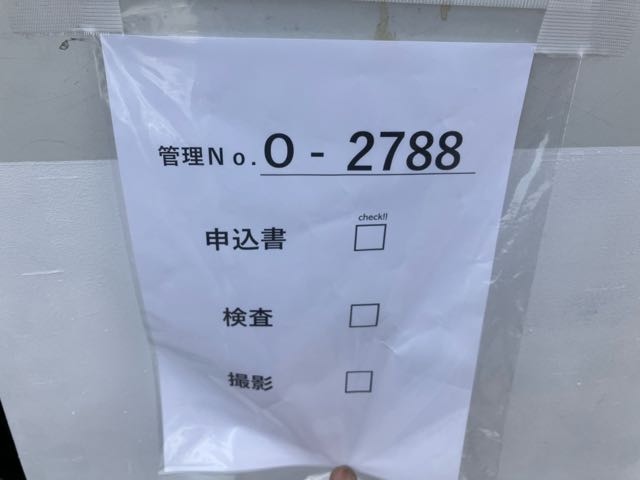 管理No. O - 2788
check!!
申込書 □
検査 □
撮影 □